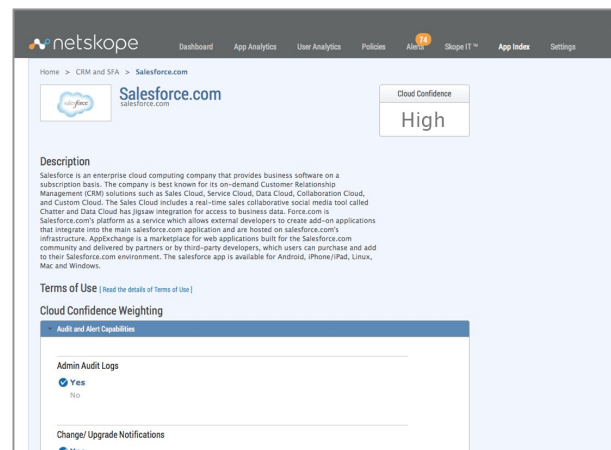 netskope
Dashboard App Analytics User Analytics Policies Alerts 74 Skope IT ™ App Index Settings
Home > CRM and SFA > Salesforce.com
salesforce
Salesforce.com
salesforce.com
Cloud Confidence
High
Description
Salesforce is an enterprise cloud computing company that provides business software on a
subscription basis. The company is best known for its on-demand Customer Relationship
Management (CRM) solutions such as Sales Cloud, Service Cloud, Data Cloud, Collaboration Cloud,
and Custom Cloud. The Sales Cloud includes a real-time sales collaborative social media tool called
Chatter and Data Cloud has Jigsaw integration for access to business data. Force.com is
Salesforce.com's platform as a service which allows external developers to create add-on applications
that integrate into the main salesforce.com application and are hosted on salesforce.com's
infrastructure. AppExchange is a marketplace for web applications built for the Salesforce.com
community and delivered by partners or by third-party developers, which users can purchase and add
to their Salesforce.com environment. The salesforce app is available for Android, iPhone/iPad, Linux,
Mac and Windows.
Terms of Use [ Read the details of Terms of Use ]
Cloud Confidence Weighting
Audit and Alert Capabilities
Admin Audit Logs
Yes
No
Change/ Upgrade Notifications
Yes